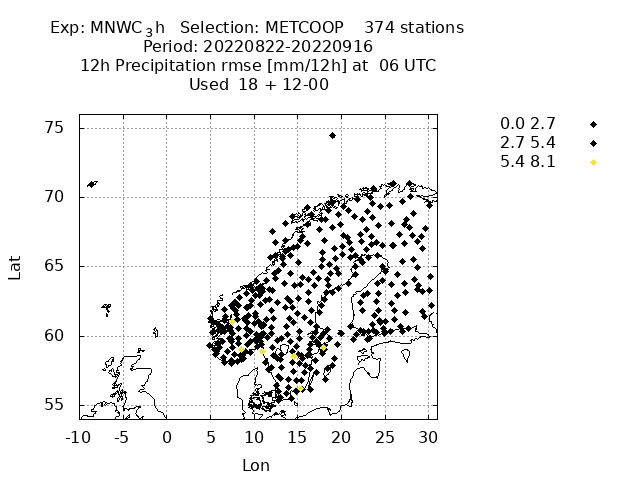 Exp: MNWC₃h Selection: METCOOP 374 stations
Period: 20220822-20220916
12h Precipitation rmse [mm/12h] at 06 UTC
Used 18 + 12-00
0.0 2.7
2.7 5.4
5.4 8.1
75
70
65
60
55
Lat
-10 -5 0 5 10 15 20 25 30
Lon